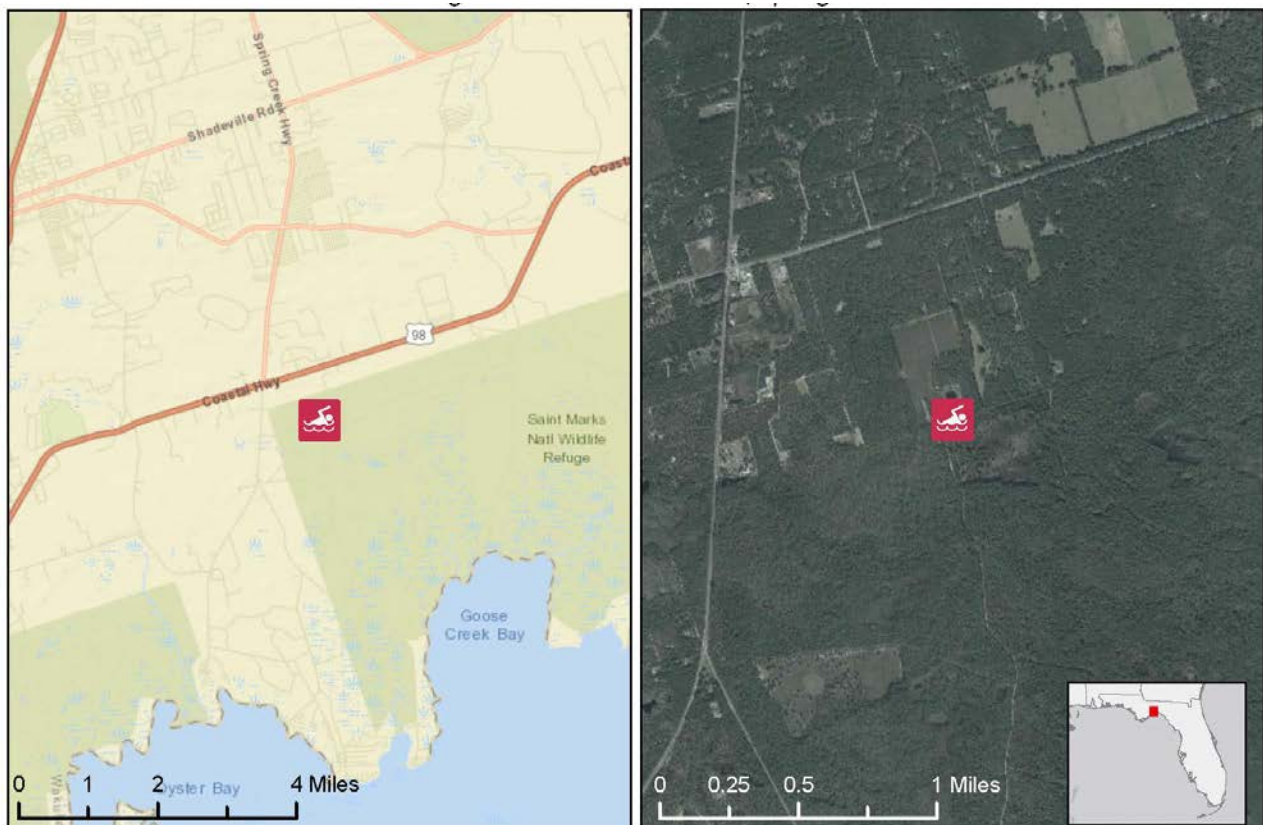 Spring Creek
Hwy
Shadeville Rd
Coast
98
Coastal Hwy
Saint Marks
Natl Wildlife
Refuge
Goose
Creek Bay
Oyster Bay
0 1 2 4 Miles
0 0.25 0.5 1 Miles